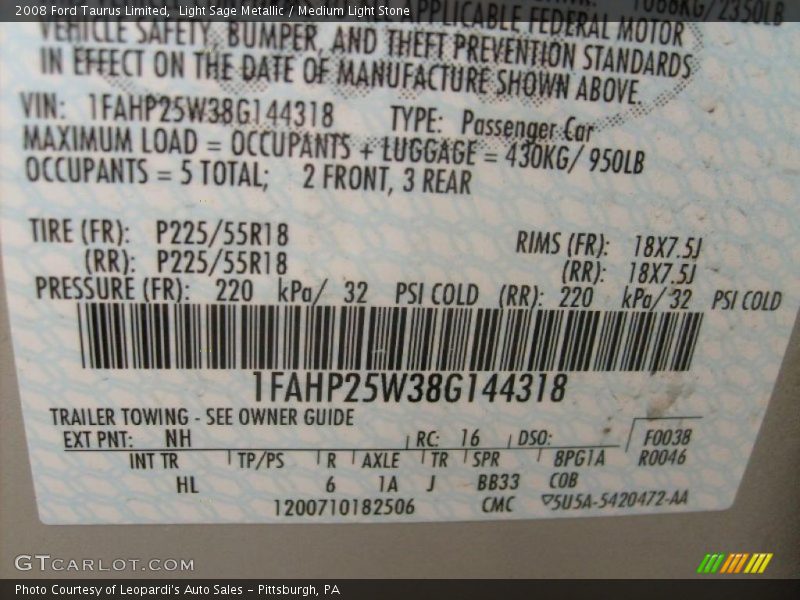 2008 Ford Taurus Limited, Light Sage Metallic / Medium Light Stone
1066KG/2350LB
APPLICABLE FEDERAL MOTOR
VEHICLE SAFETY, BUMPER, AND THEFT PREVENTION STANDARDS
IN EFFECT ON THE DATE OF MANUFACTURE SHOWN ABOVE.
VIN: 1FAHP25W38G144318 TYPE: Passenger Car
MAXIMUM LOAD = OCCUPANTS + LUGGAGE = 430KG/ 950LB
OCCUPANTS = 5 TOTAL; 2 FRONT, 3 REAR
TIRE (FR): P225/55R18 RIMS (FR): 18X7.5J
(RR): P225/55R18 (RR): 18X7.5J
PRESSURE (FR): 220 kPa/ 32 PSI COLD (RR): 220 kPa/ 32 PSI COLD
1FAHP25W38G144318
TRAILER TOWING - SEE OWNER GUIDE
EXT PNT: NH RC: 16 DSO: F0038
INT TR TP/PS R AXLE TR SPR 8PG1A R0046
HL 6 1A J BB33 COB
1200710182506 CMC 5U5A-5420472-AA
GTCARLOT.COM
Photo Courtesy of Leopardi's Auto Sales - Pittsburgh, PA